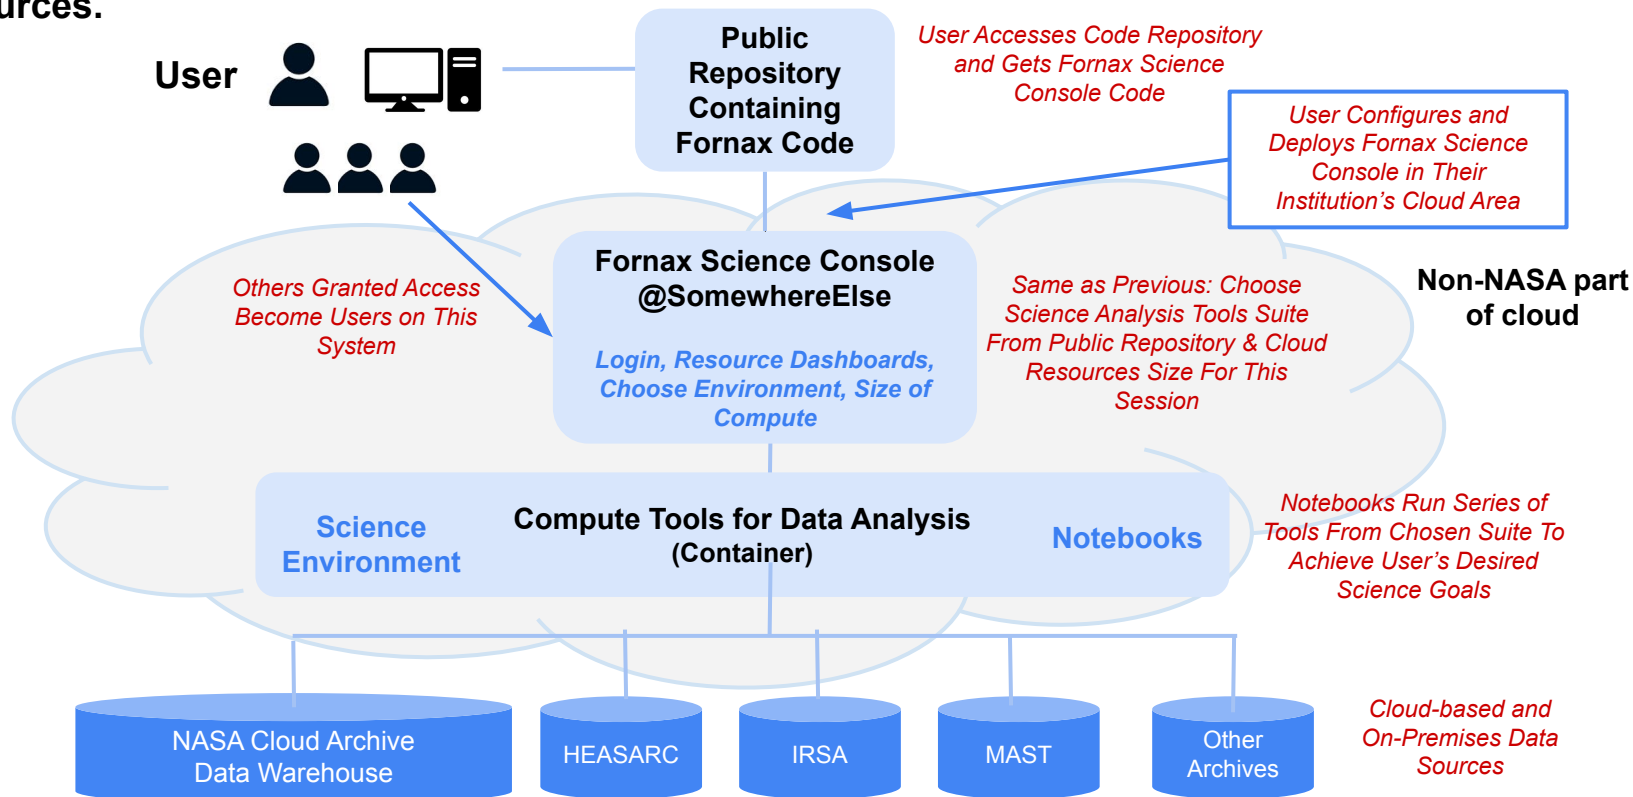 User
Public
Repository
Containing
Fornax Code
User Accesses Code Repository
and Gets Fornax Science
Console Code
User Configures and
Deploys Fornax Science
Console in Their
Institution’s Cloud Area
Others Granted Access
Become Users on This
System
Fornax Science Console
@SomewhereElse
Login, Resource Dashboards,
Choose Environment, Size of
Compute
Same as Previous: Choose
Science Analysis Tools Suite
From Public Repository & Cloud
Resources Size For This
Session
Non-NASA part
of cloud
Science
Environment
Compute Tools for Data Analysis
(Container)
Notebooks
Notebooks Run Series of
Tools From Chosen Suite To
Achieve User’s Desired
Science Goals
NASA Cloud Archive
Data Warehouse
HEASARC
IRSA
MAST
Other
Archives
Cloud-based and
On-Premises Data
Sources